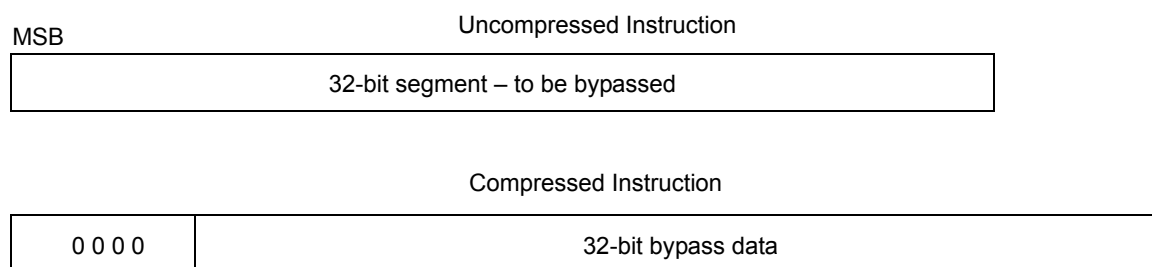 Uncompressed Instruction
MSB
32-bit segment – to be bypassed
Compressed Instruction
0 0 0 0 32-bit bypass data